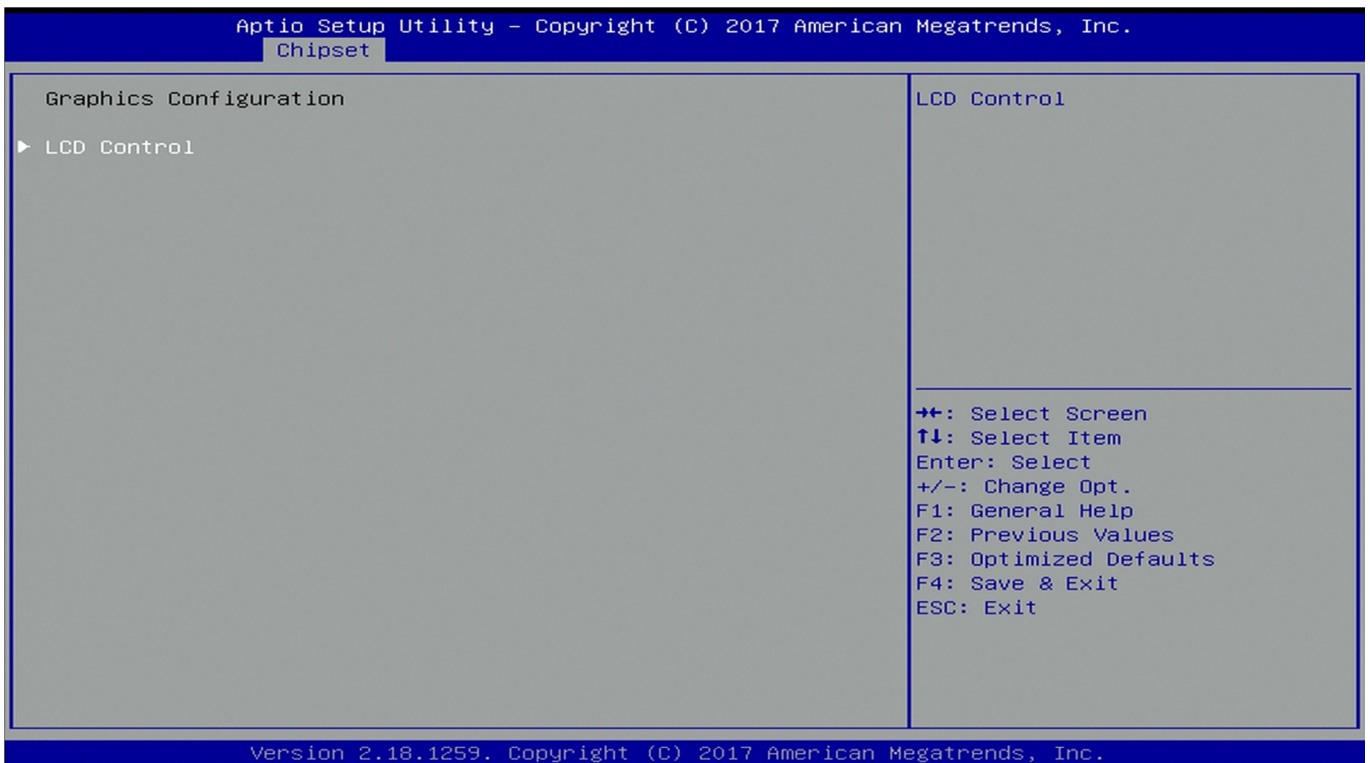 Aptio Setup Utility – Copyright (C) 2017 American Megatrends, Inc.
Chipset
Graphics Configuration
► LCD Control
LCD Control
→←: Select Screen
↑↓: Select Item
Enter: Select
+/-: Change Opt.
F1: General Help
F2: Previous Values
F3: Optimized Defaults
F4: Save & Exit
ESC: Exit
Version 2.18.1259. Copyright (C) 2017 American Megatrends, Inc.